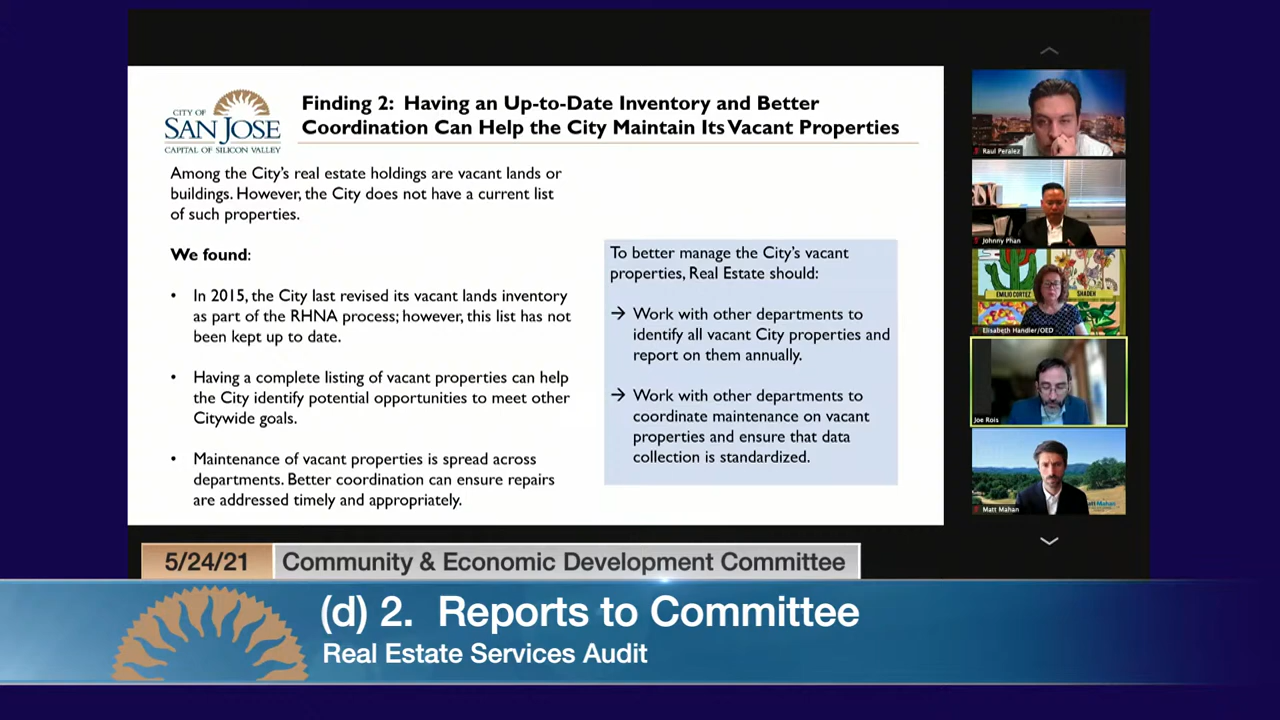 CITY OF
SAN JOSE
CAPITAL OF SILICON VALLEY
Finding 2: Having an Up-to-Date Inventory and Better
Coordination Can Help the City Maintain Its Vacant Properties
Among the City's real estate holdings are vacant lands or
buildings. However, the City does not have a current list
of such properties.
We found:
• In 2015, the City last revised its vacant lands inventory
as part of the RHNA process; however, this list has not
been kept up to date.
• Having a complete listing of vacant properties can help
the City identify potential opportunities to meet other
Citywide goals.
• Maintenance of vacant properties is spread across
departments. Better coordination can ensure repairs
are addressed timely and appropriately.
To better manage the City's vacant
properties, Real Estate should:
→ Work with other departments to
identify all vacant City properties and
report on them annually.
→ Work with other departments to
coordinate maintenance on vacant
properties and ensure that data
collection is standardized.
Raul Peralez
Johnny Phan
EMILIO CORTEZ
SHADEH
Elisabeth Handler/OED
Joe Rois
Matt Mahan
5/24/21
Community & Economic Development Committee
(d) 2. Reports to Committee
Real Estate Services Audit